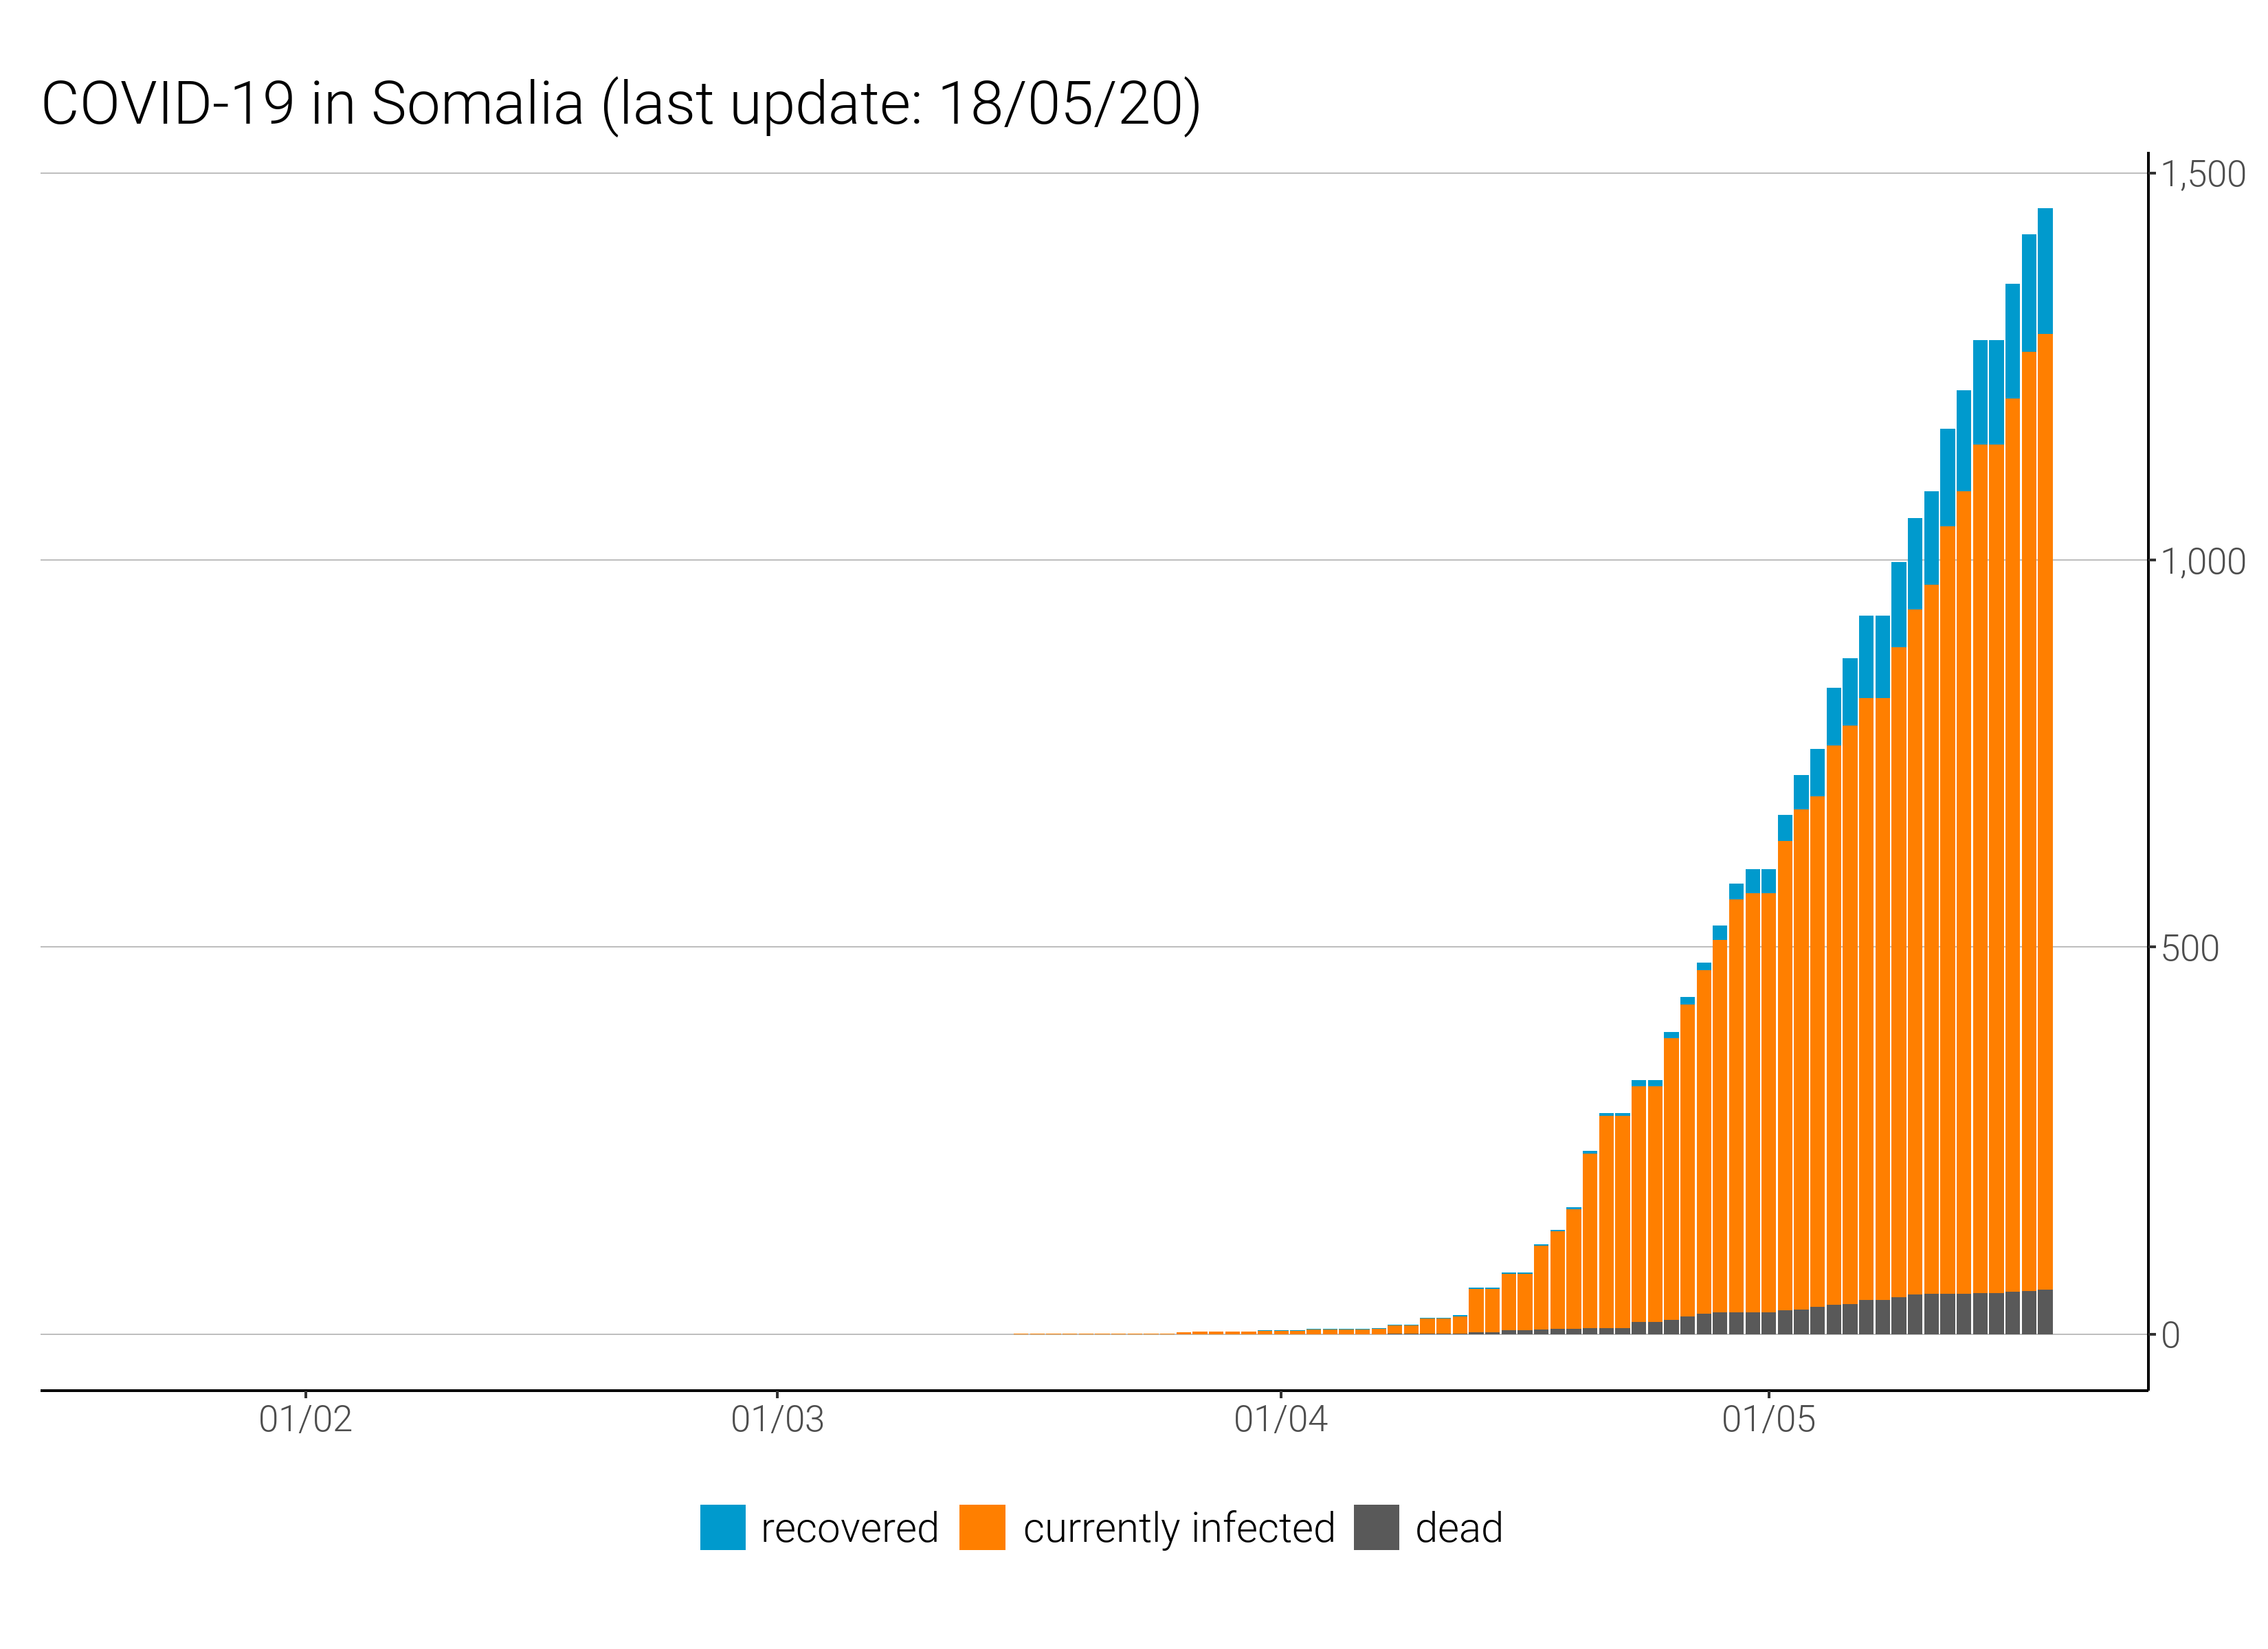 COVID-19 in Somalia (last update: 18/05/20)
1,500
1,000
500
0
01/02 01/03 01/04 01/05
recovered currently infected dead